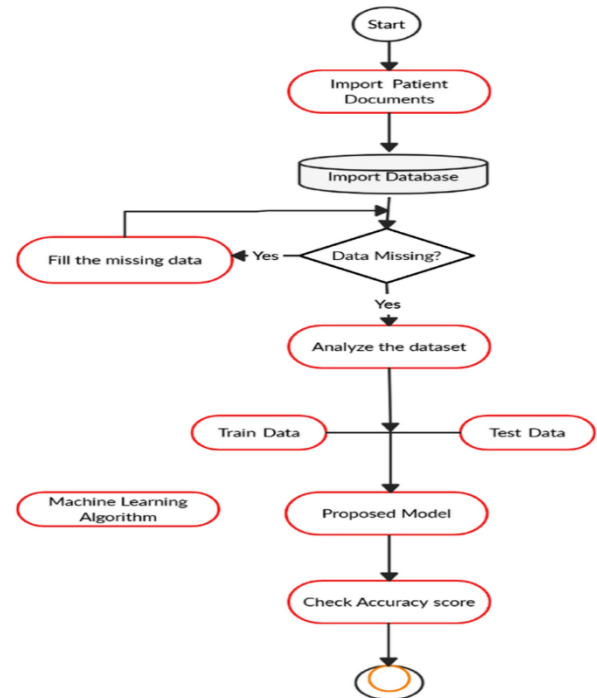 Start
Import Patient
Documents
Import Database
Fill the missing data
Yes
Data Missing?
Yes
Analyze the dataset
Train Data
Test Data
Machine Learning
Algorithm
Proposed Model
Check Accuracy score